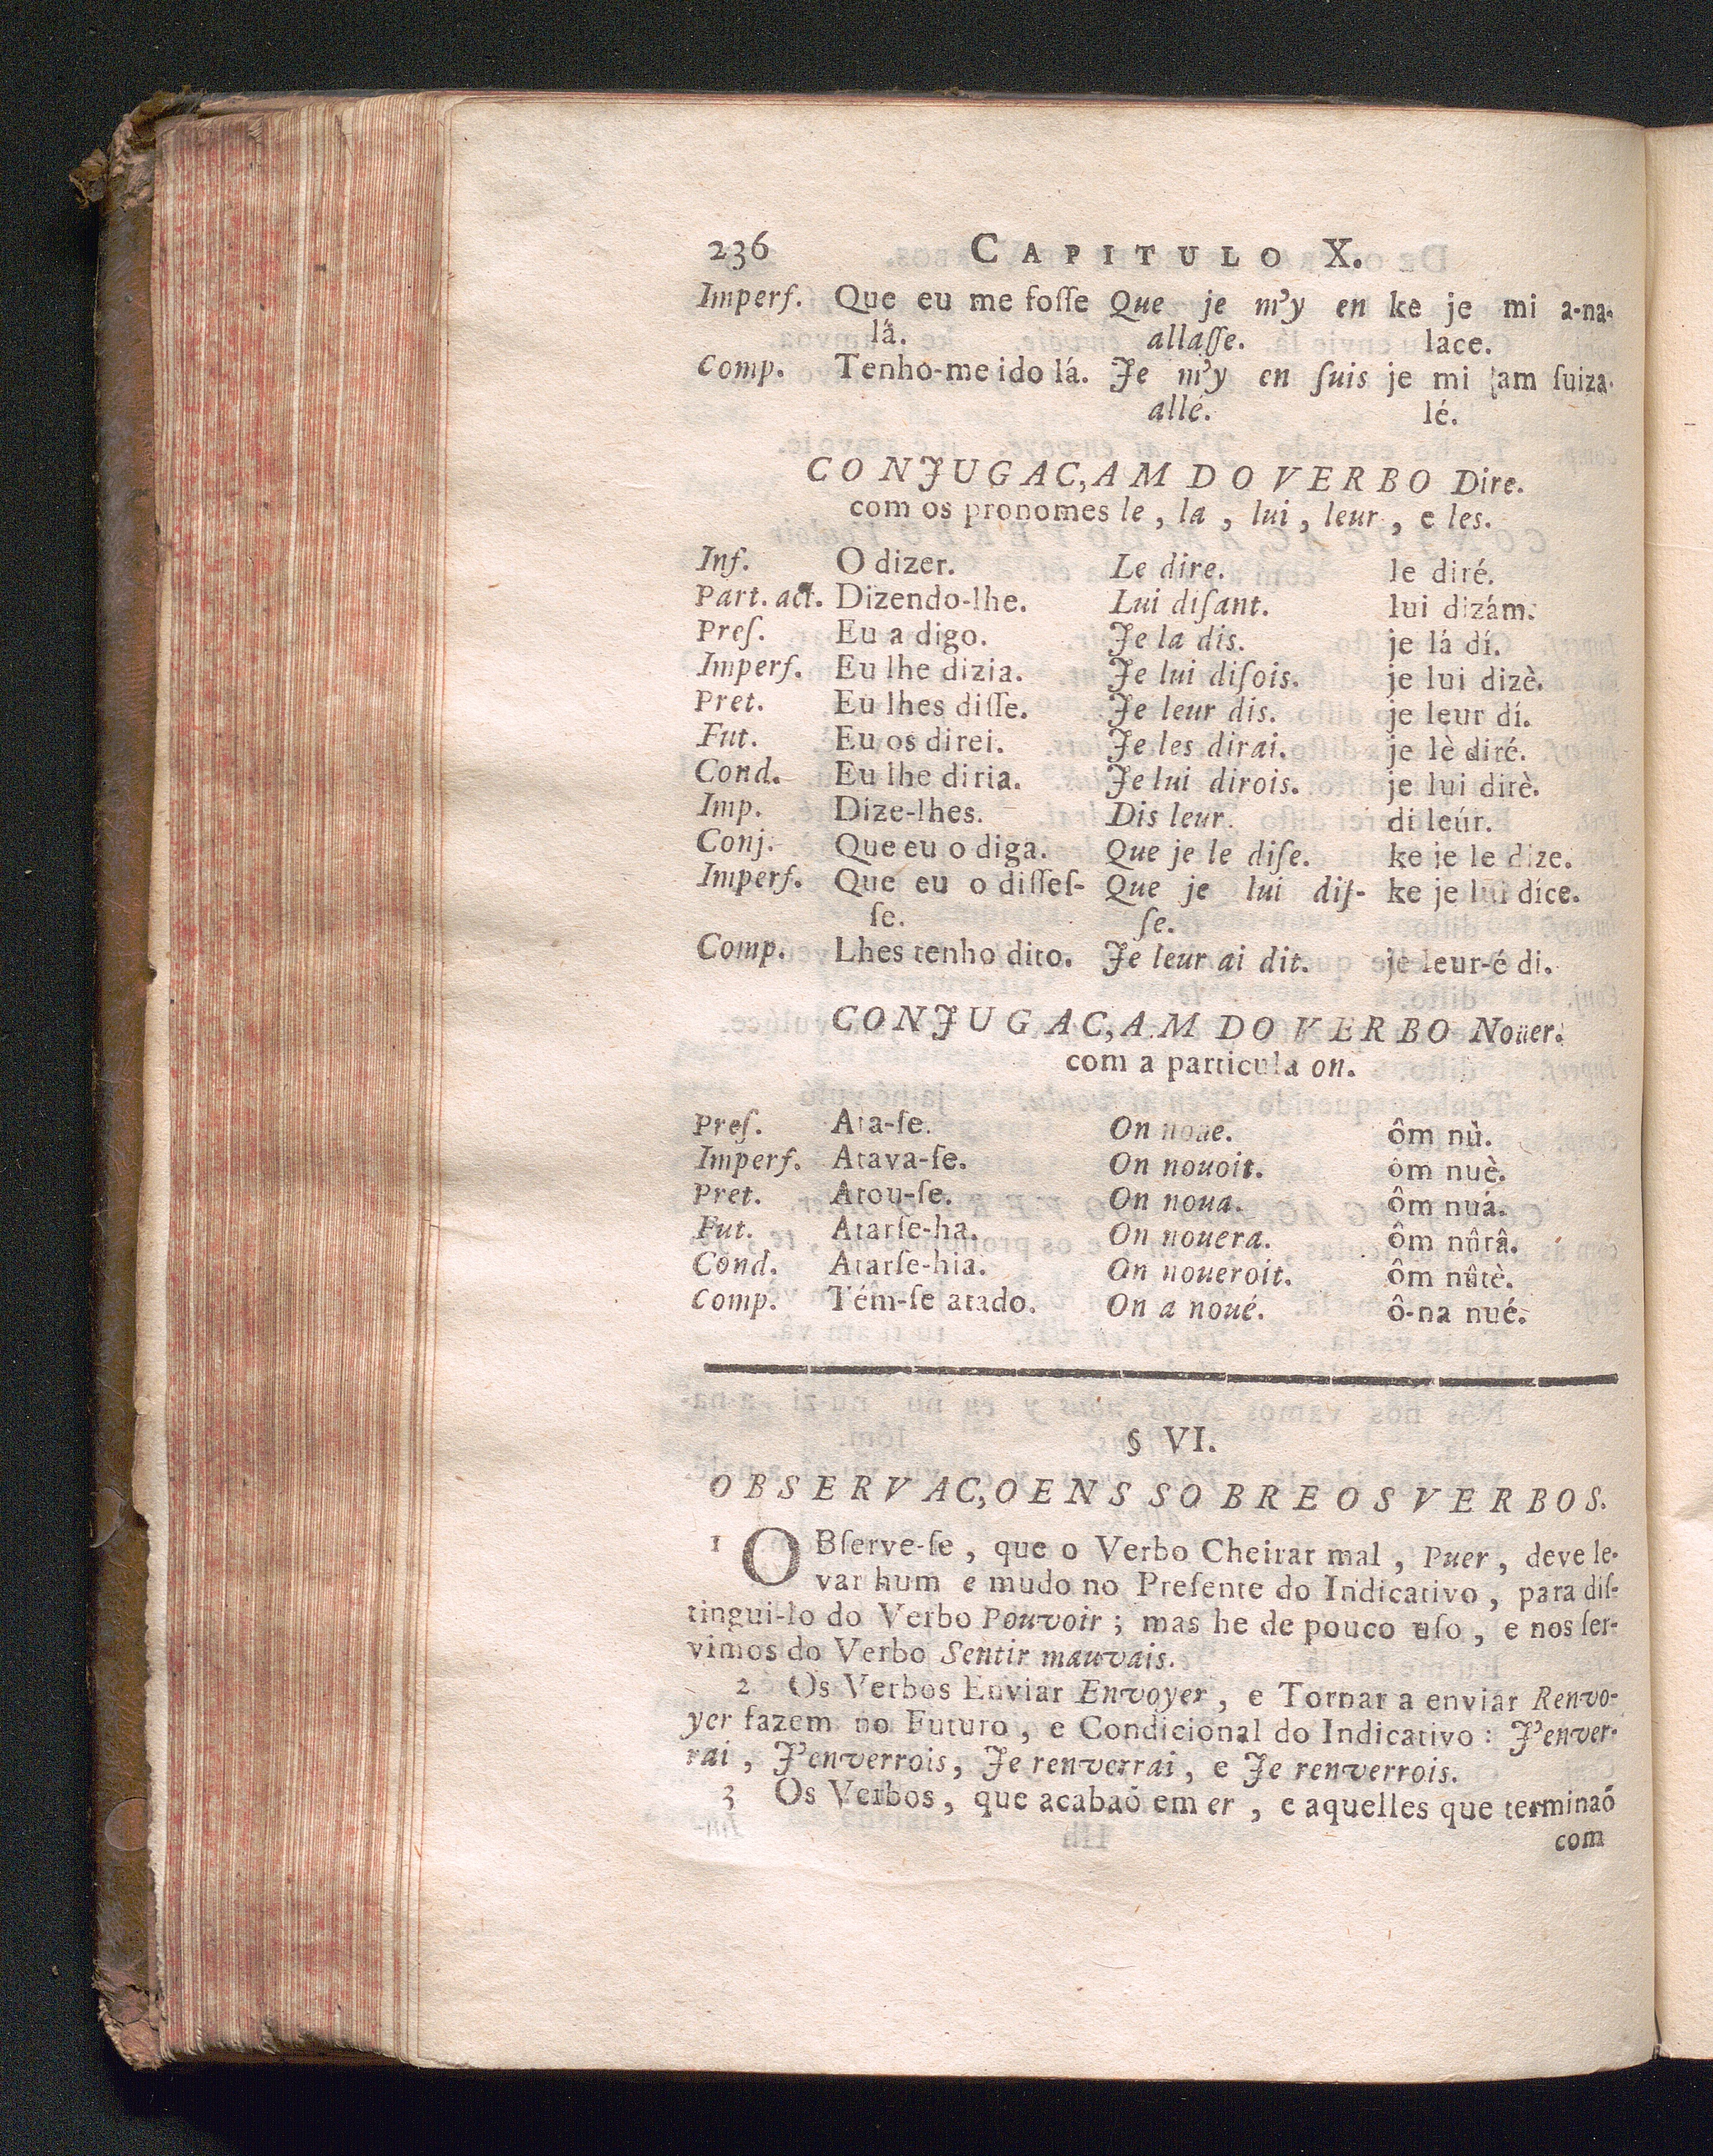 236 CAPITULO X.
Imperf. Que eu me foſſe Que je m'y en ke je mi a-na-
lá. allaſſe. lace.
Comp. Tenho-me ido lá. Je m'y en ſuis je mi ſam ſuiza-
allé. lé.
CONJUGAC,AM DO VERBO Dire.
com os pronomes le, la, lui, leur, e les.
Inf. O dizer. Le dire. le diré.
Part. act. Dizendo-lhe. Lui diſant. lui dizám.
Preſ. Eu a digo. Je la dis. je lá dí.
Imperf. Eu lhe dizia. Je lui diſois. je lui dizè.
Pret. Eu lhes diſſe. Je leur dis. je leur dí.
Fut. Eu os direi. Je les dirai. je lè diré.
Cond. Eu lhe diria. Je lui dirois. je lui dirè.
Imp. Dize-lhes. Dis leur. di leúr.
Conj. Que eu o diga. Que je le diſe. ke je le dize.
Imperf. Que eu o diſſeſ- Que je lui diſ- ke je lui díce.
ſe. ſe.
Comp. Lhes tenho dito. Je leur ai dit. je leur-é di.
CONJUGAC,AM DO VERBO Noüer.
com a particula on.
Preſ. Ata-ſe. On noue. ôm nù.
Imperf. Atava-ſe. On nouoit. ôm nuè.
Pret. Atou-ſe. On noua. ôm nuá.
Fut. Atarſe-ha. On nouera. ôm nûrâ.
Cond. Atarſe-hia. On noueroit. ôm nûrè.
Comp. Têm-ſe atado. On a noué. ô-na nué.
§ VI.
OBSERVAC,OENS SOBRE OS VERBOS.
1 OBſerve-ſe, que o Verbo Cheirar mal, Puer, deve le-
var hum e mudo no Preſente do Indicativo, para diſ-
tingui-lo do Verbo Pouvoir; mas he de pouco uſo, e nos ſer-
vimos do Verbo Sentir mauvais.
2 Os Verbos Enviar Envoyer, e Tornar a enviar Renvo-
yer fazem no Futuro, e Condicional do Indicativo: J'enver-
rai, J'enverrois, Je renverrai, e Je renverrois.
3 Os Verbos, que acabaõ em er, e aquelles que terminaõ
com